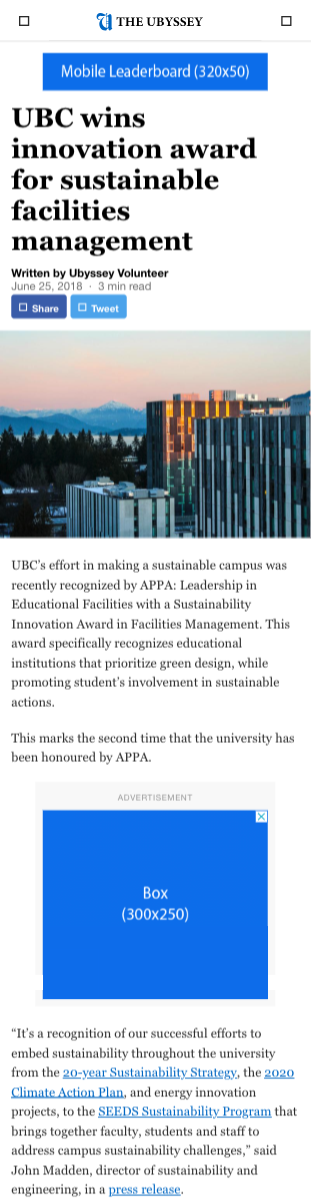 THE UBYSSEY
Mobile Leaderboard (320x50)
UBC wins
innovation award
for sustainable
facilities
management
Written by Ubyssey Volunteer
June 25, 2018 · 3 min read
Share
Tweet
UBC's effort in making a sustainable campus was
recently recognized by APPA: Leadership in
Educational Facilities with a Sustainability
Innovation Award in Facilities Management. This
award specifically recognizes educational
institutions that prioritize green design, while
promoting student's involvement in sustainable
actions.
This marks the second time that the university has
been honoured by APPA.
ADVERTISEMENT
Box
(300x250)
“It's a recognition of our successful efforts to
embed sustainability throughout the university
from the 20-year Sustainability Strategy, the 2020
Climate Action Plan, and energy innovation
projects, to the SEEDS Sustainability Program that
brings together faculty, students and staff to
address campus sustainability challenges,” said
John Madden, director of sustainability and
engineering, in a press release.